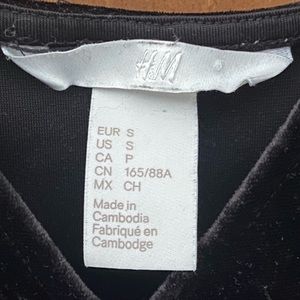 H&M
EUR S
US S
CA P
CN 165/88A
MX CH
Made in
Cambodia
Fabriqué en
Cambodge